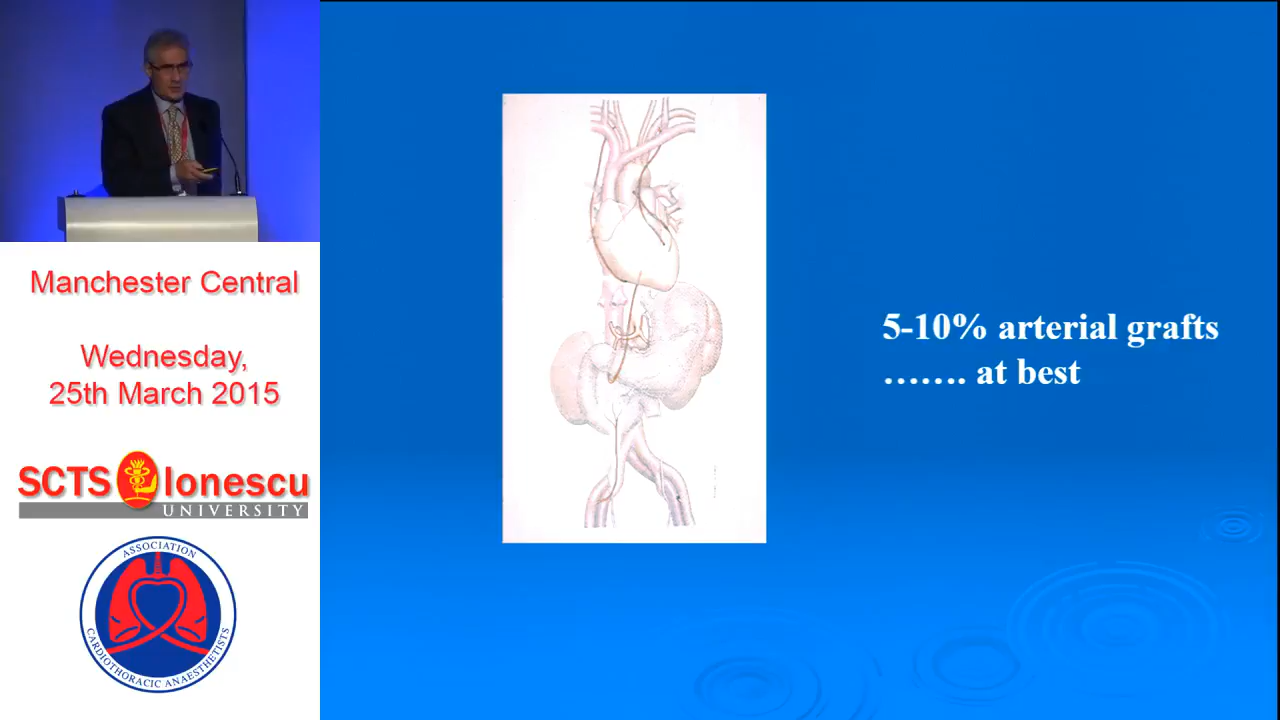 Manchester Central
Wednesday,
25th March 2015
SCTS Ionescu
UNIVERSITY
ASSOCIATION
CARDIOTHORACIC ANAESTHETISTS
5-10% arterial grafts
……. at best